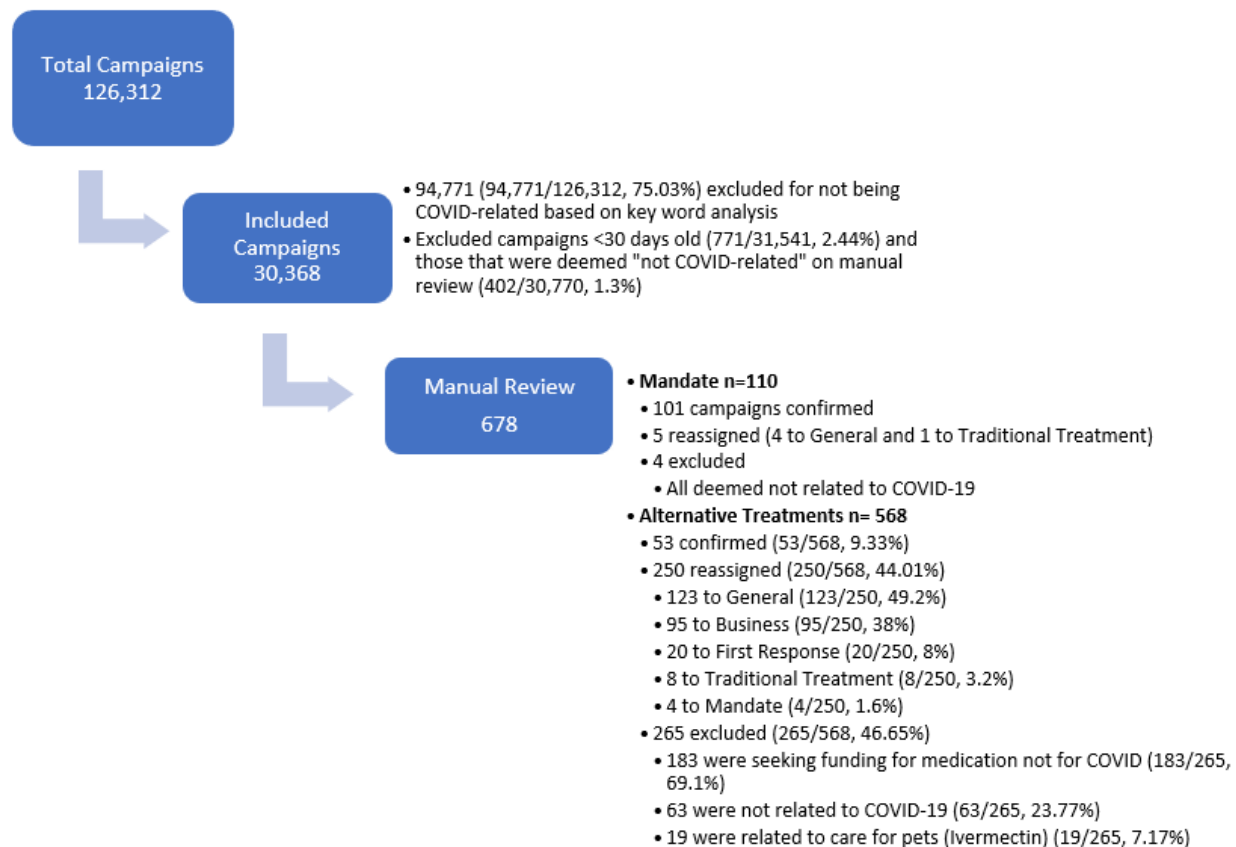 Total Campaigns
126,312
Included
Campaigns
30,368
• 94,771 (94,771/126,312, 75.03%) excluded for not being
COVID-related based on key word analysis
• Excluded campaigns <30 days old (771/31,541, 2.44%) and
those that were deemed "not COVID-related" on manual
review (402/30,770, 1.3%)
Manual Review
678
• Mandate n=110
• 101 campaigns confirmed
• 5 reassigned (4 to General and 1 to Traditional Treatment)
• 4 excluded
• All deemed not related to COVID-19
• Alternative Treatments n= 568
• 53 confirmed (53/568, 9.33%)
• 250 reassigned (250/568, 44.01%)
• 123 to General (123/250, 49.2%)
• 95 to Business (95/250, 38%)
• 20 to First Response (20/250, 8%)
• 8 to Traditional Treatment (8/250, 3.2%)
• 4 to Mandate (4/250, 1.6%)
• 265 excluded (265/568, 46.65%)
• 183 were seeking funding for medication not for COVID (183/265,
69.1%)
• 63 were not related to COVID-19 (63/265, 23.77%)
• 19 were related to care for pets (Ivermectin) (19/265, 7.17%)